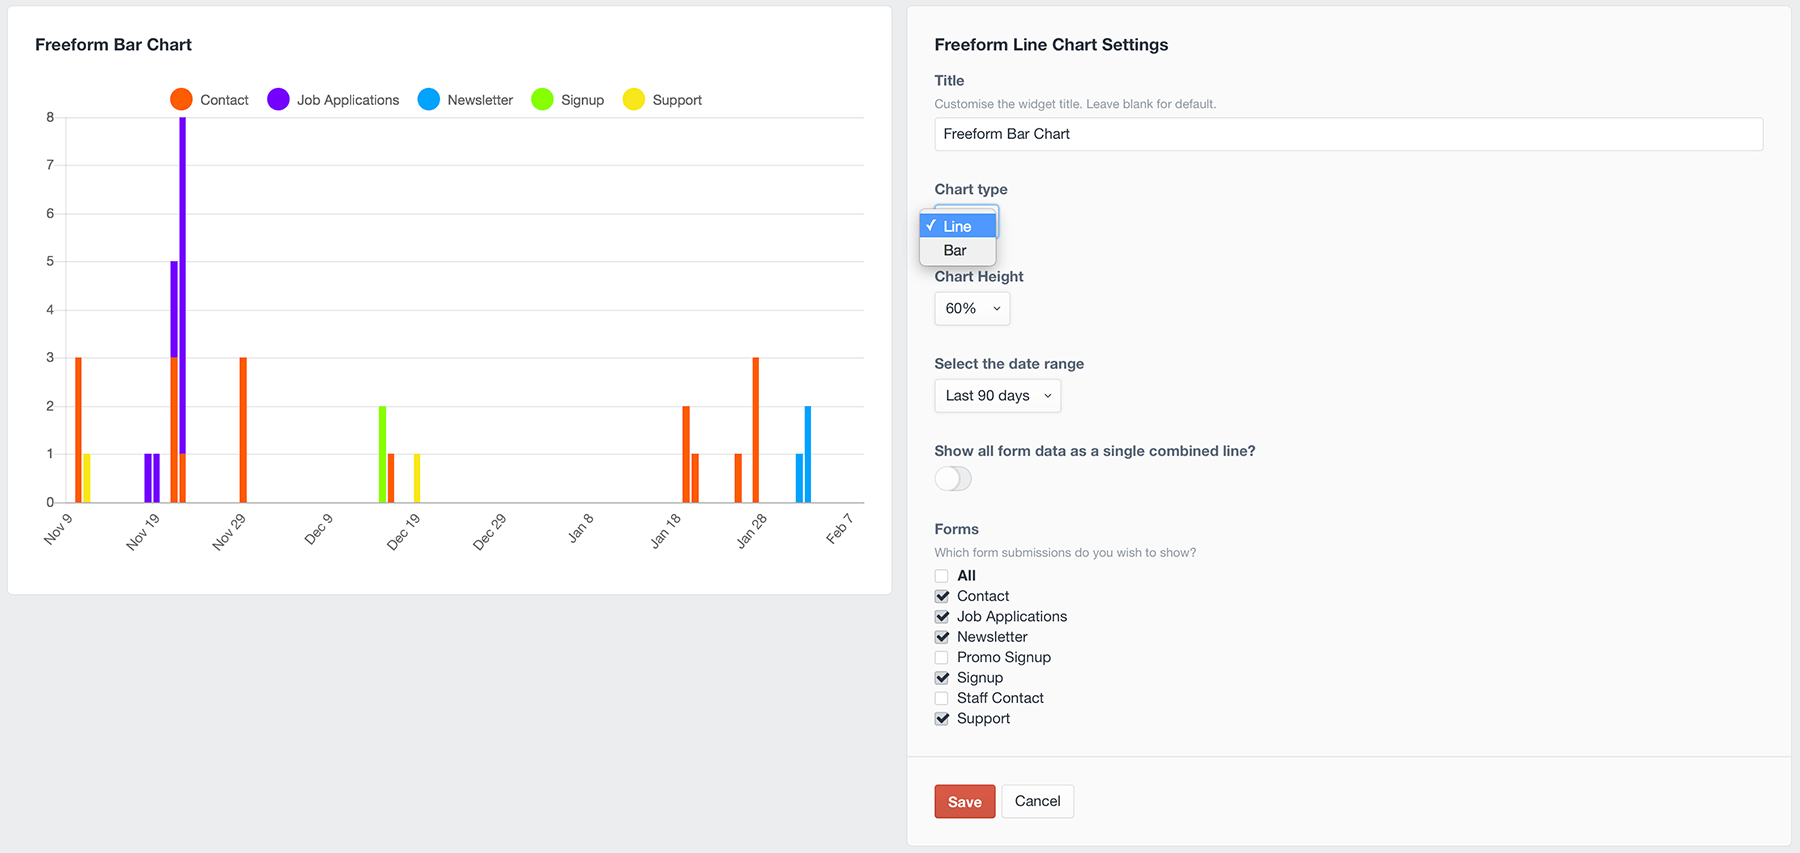 Freeform Bar Chart
Contact Job Applications Newsletter Signup Support
8
7
6
5
4
3
2
1
0
Nov 9 Nov 19 Nov 29 Dec 9 Dec 19 Dec 29 Jan 8 Jan 18 Jan 28 Feb 7
Freeform Line Chart Settings
Title
Customise the widget title. Leave blank for default.
Freeform Bar Chart
Chart type
✓ Line
Bar
Chart Height
60%
Select the date range
Last 90 days
Show all form data as a single combined line?
Forms
Which form submissions do you wish to show?
All
Contact
Job Applications
Newsletter
Promo Signup
Signup
Staff Contact
Support
Save Cancel